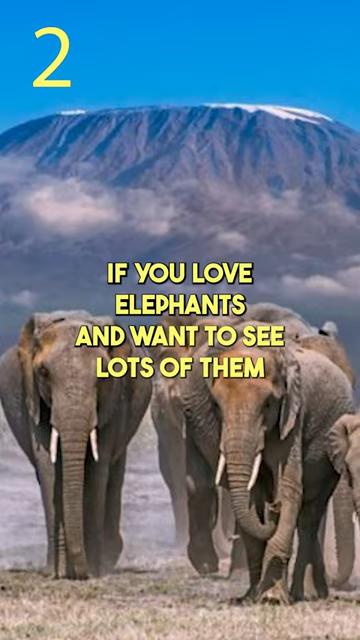 2
IF YOU LOVE
ELEPHANTS
AND WANT TO SEE
LOTS OF THEM